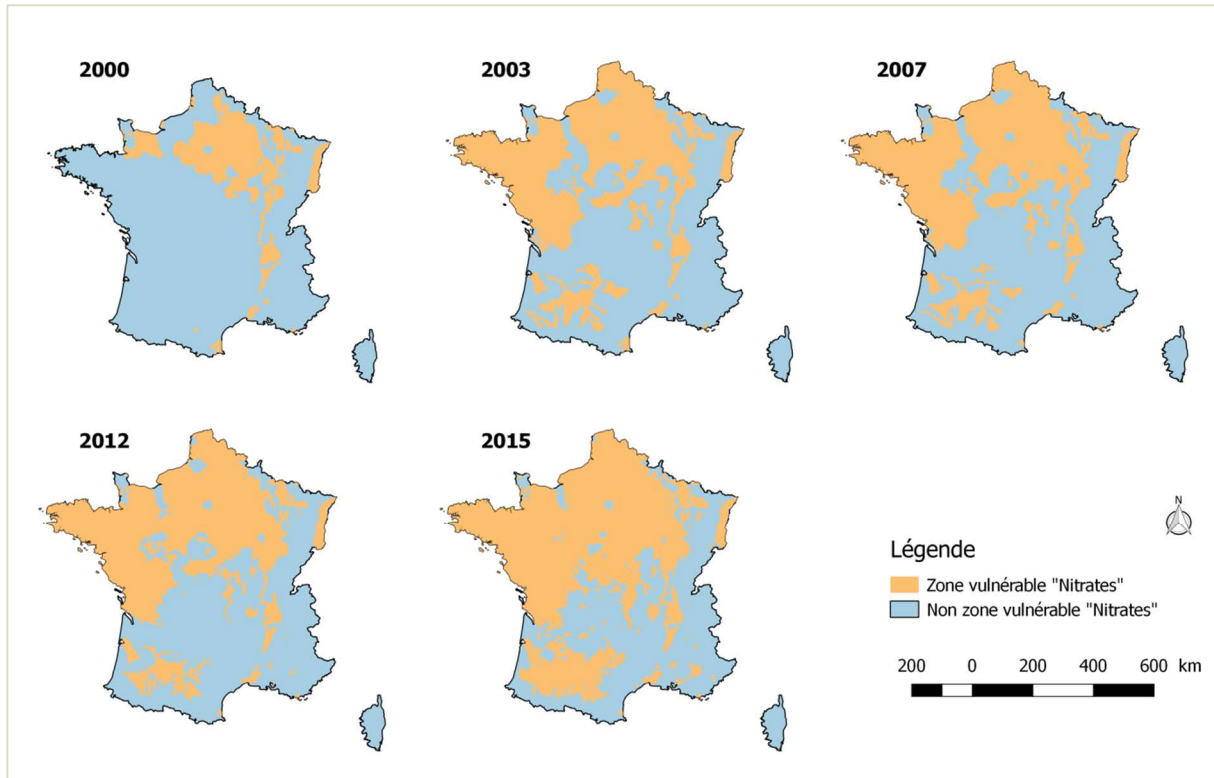 2000
2003
2007
2012
2015
N
Légende
Zone vulnérable "Nitrates"
Non zone vulnérable "Nitrates"
200 0 200 400 600 km